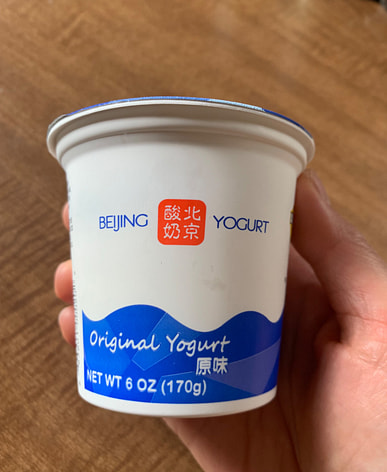 BEIJING 北京酸奶 YOGURT
Original Yogurt
原味
NET WT 6 OZ (170g)